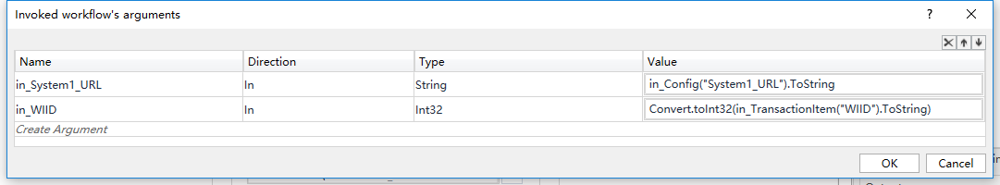 Invoked workflow's arguments
Name Direction Type Value
in_System1_URL In String in_Config("System1_URL").ToString
in_WIID In Int32 Convert.toInt32(in_TransactionItem("WIID").ToString)
Create Argument
OK Cancel